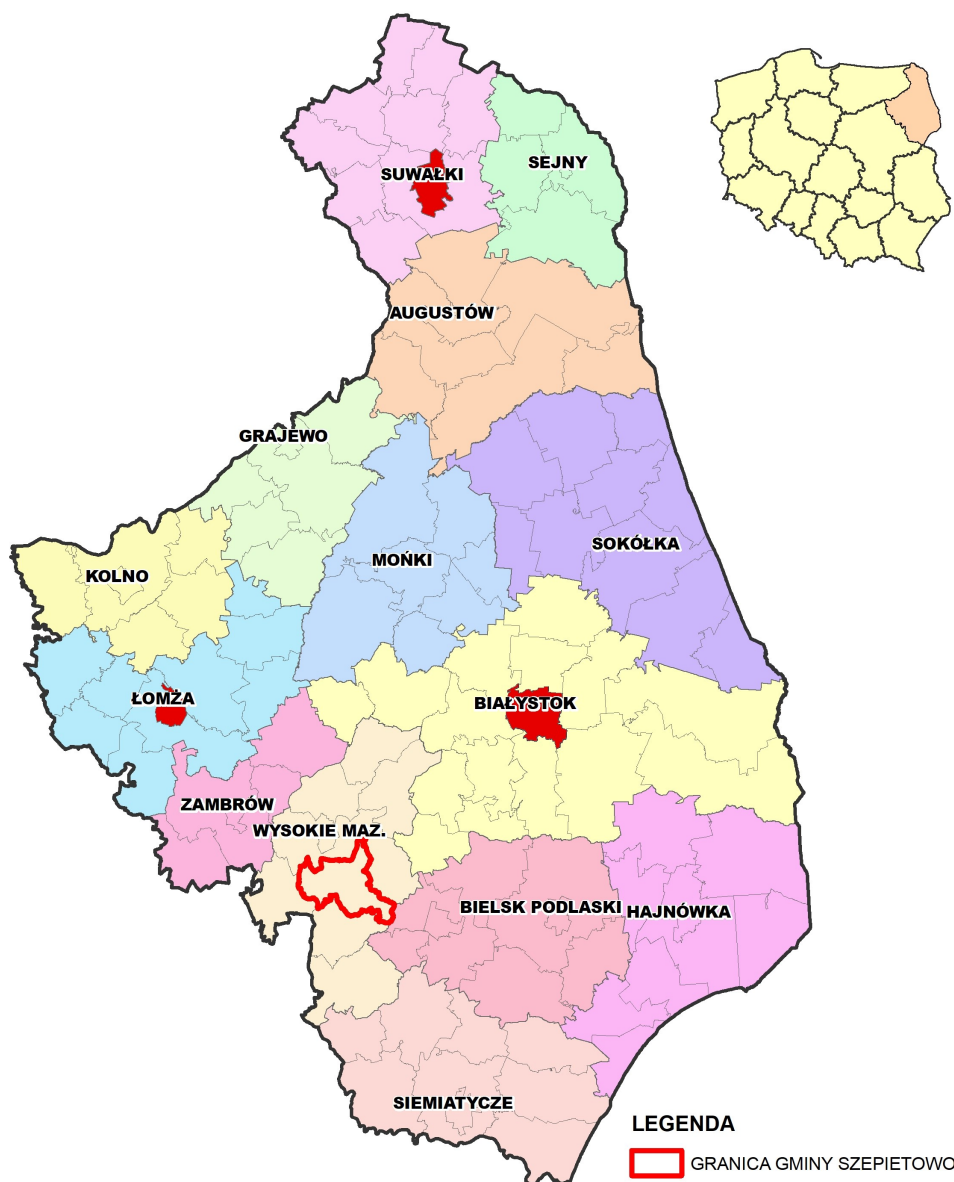 SUWAŁKI
SEJNY
AUGUSTÓW
GRAJEWO
SOKÓŁKA
MOŃKI
KOLNO
ŁOMŻA
BIAŁYSTOK
ZAMBRÓW
WYSOKIE MAZ.
BIELSK PODLASKI
HAJNÓWKA
SIEMIATYCZE
LEGENDA
GRANICA GMINY SZEPIETOWO